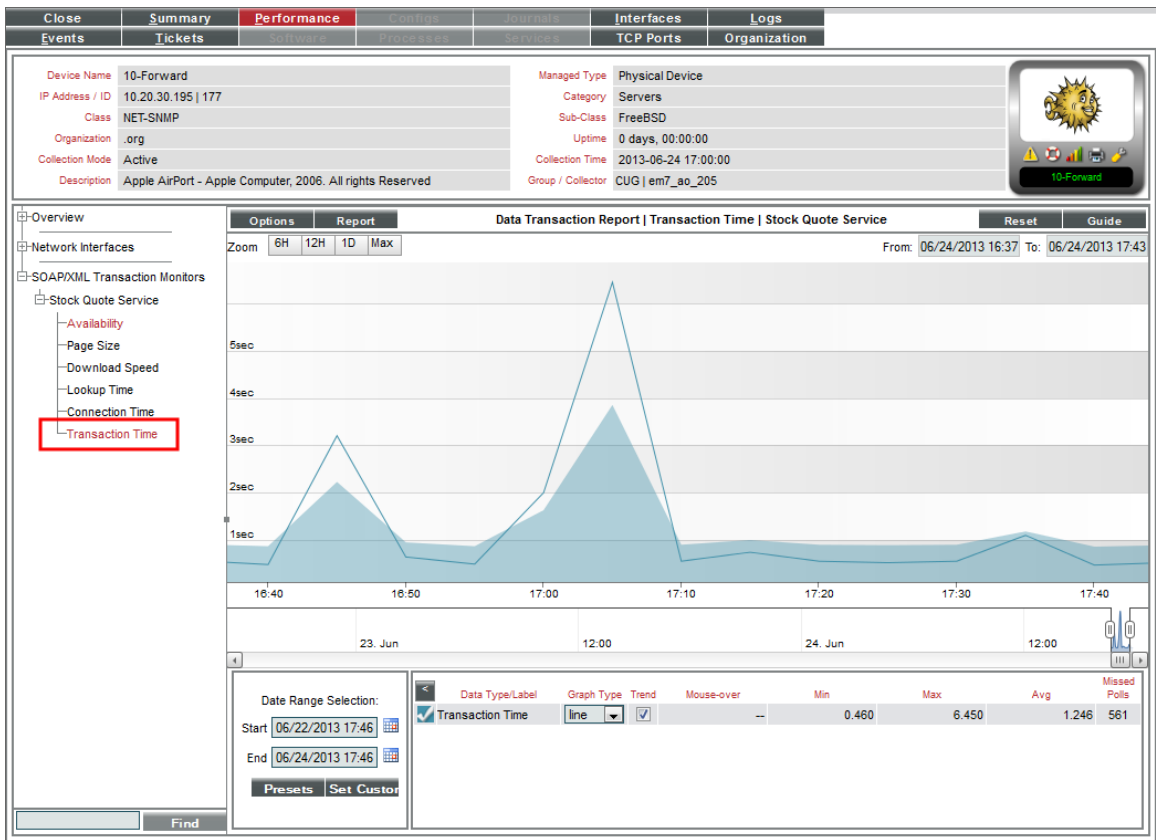 Close Summary Performance Configs Journals Interfaces Logs
Events Tickets Software Processes Services TCP Ports Organization
Device Name 10-Forward Managed Type Physical Device
IP Address / ID 10.20.30.195 | 177 Category Servers
Class NET-SNMP Sub-Class FreeBSD
Organization .org Uptime 0 days, 00:00:00
Collection Mode Active Collection Time 2013-06-24 17:00:00
Description Apple AirPort - Apple Computer, 2006. All rights Reserved Group / Collector CUG | em7_ao_205
10-Forward
Overview
Network Interfaces
SOAP/XML Transaction Monitors
Stock Quote Service
Availability
Page Size
Download Speed
Lookup Time
Connection Time
Transaction Time
Find
Options Report Data Transaction Report | Transaction Time | Stock Quote Service Reset Guide
Zoom 6H 12H 1D Max From: 06/24/2013 16:37 To: 06/24/2013 17:43
5sec
4sec
3sec
2sec
1sec
16:40 16:50 17:00 17:10 17:20 17:30 17:40
23. Jun 12:00 24. Jun 12:00
Date Range Selection:
Start 06/22/2013 17:46
End 06/24/2013 17:46
Presets Set Custor
< Data Type/Label Graph Type Trend Mouse-over Min Max Avg Missed Polls
Transaction Time line -- 0.460 6.450 1.246 561